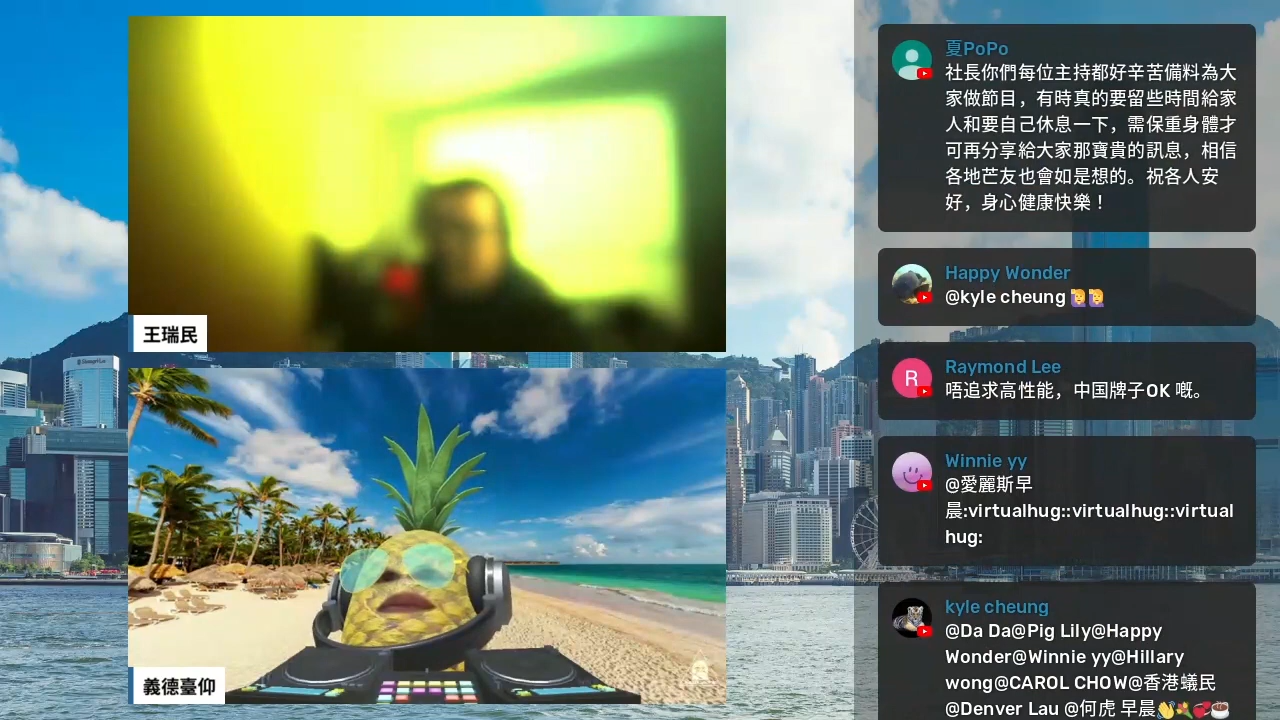 王瑞民
義德臺仰
夏PoPo
社長你們每位主持都好辛苦備料為大
家做節目，有時真的要留些時間給家
人和要自己休息一下，需保重身體才
可再分享給大家那寶貴的訊息，相信
各地芒友也會如是想的。祝各人安
好，身心健康快樂！
Happy Wonder
@kyle cheung 🙋🙋
Raymond Lee
唔追求高性能，中国牌子OK 嘅。
Winnie yy
@愛麗斯早
晨:virtualhug::virtualhug::virtual
hug:
kyle cheung
@Da Da@Pig Lily@Happy
Wonder@Winnie yy@Hillary
wong@CAROL CHOW@香港蟻民
@Denver Lau @何虎 早晨